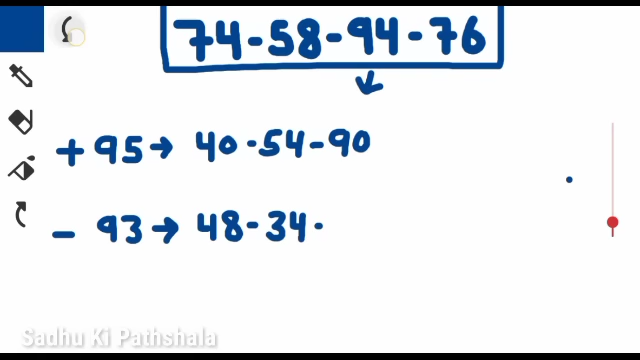 74-58-94-76
+ 95 → 40-54-90
- 93 → 48-34-
Sadhu Ki Pathshala